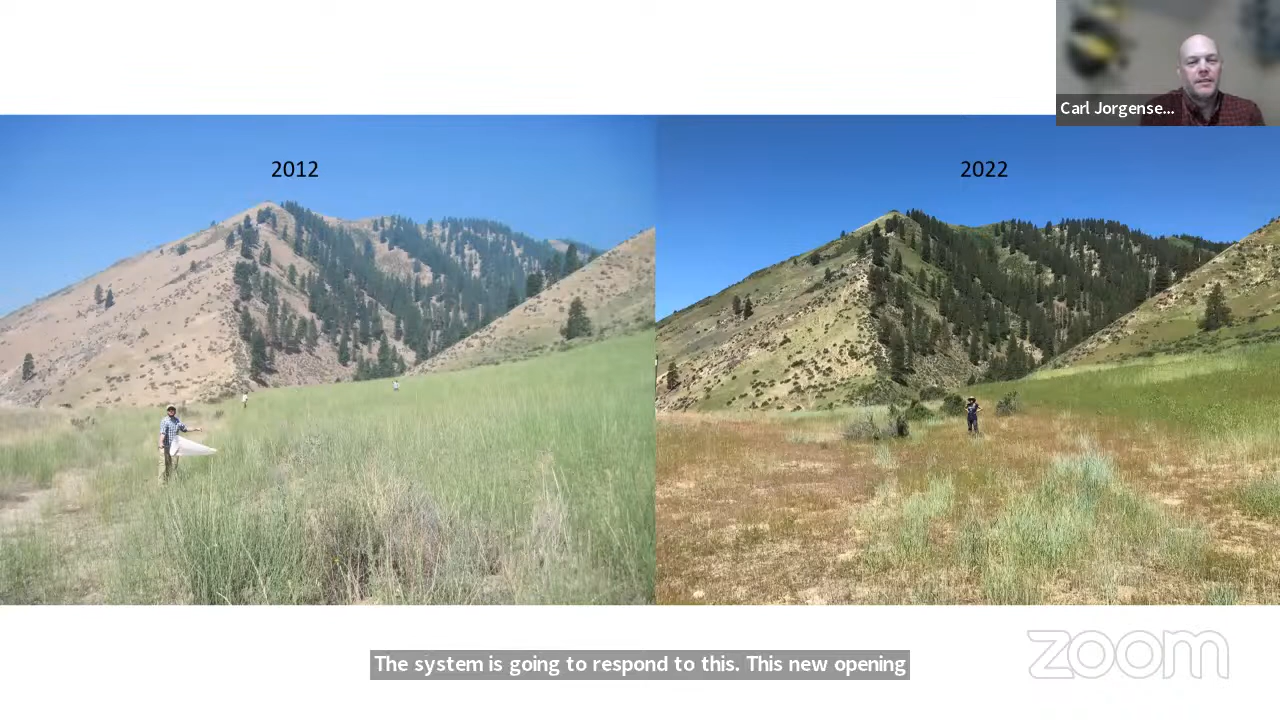 Carl Jorgense...
2012
2022
The system is going to respond to this. This new opening
zoom